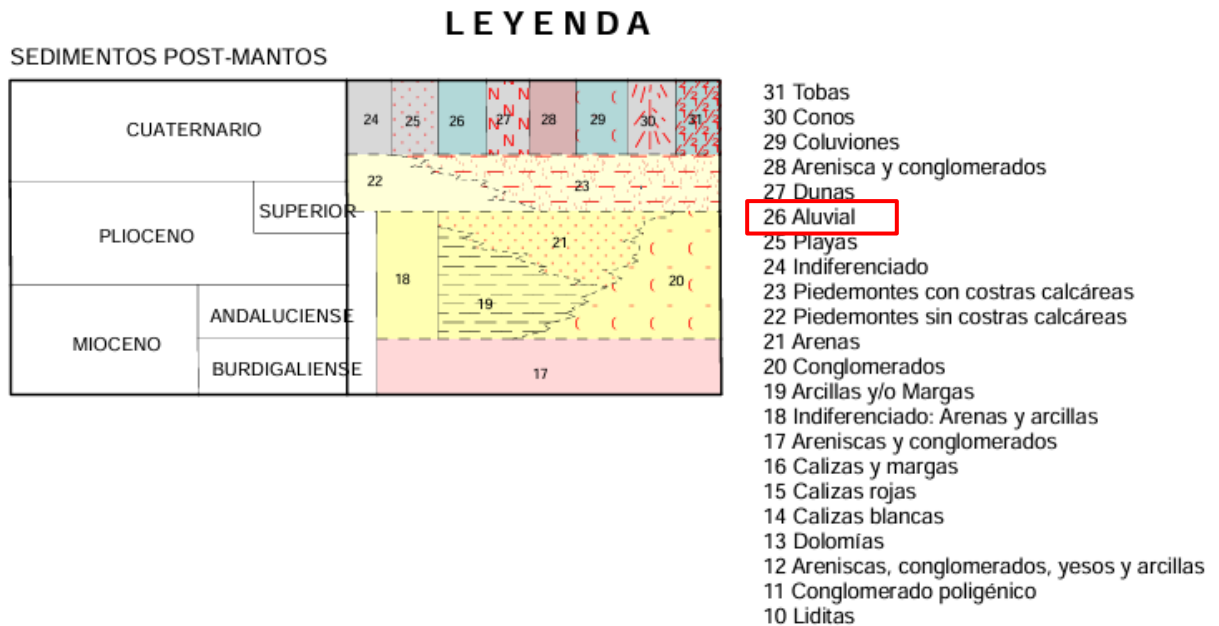 LEYENDA
SEDIMENTOS POST-MANTOS
CUATERNARIO
PLIOCENO
SUPERIOR
MIOCENO
ANDALUCIENSE
BURDIGALIENSE
24 25 26 27 28 29 30 31
22 23
21
18 19 20
17
31 Tobas
30 Conos
29 Coluviones
28 Arenisca y conglomerados
27 Dunas
26 Aluvial
25 Playas
24 Indiferenciado
23 Piedemontes con costras calcáreas
22 Piedemontes sin costras calcáreas
21 Arenas
20 Conglomerados
19 Arcillas y/o Margas
18 Indiferenciado: Arenas y arcillas
17 Areniscas y conglomerados
16 Calizas y margas
15 Calizas rojas
14 Calizas blancas
13 Dolomías
12 Areniscas, conglomerados, yesos y arcillas
11 Conglomerado poligénico
10 Liditas